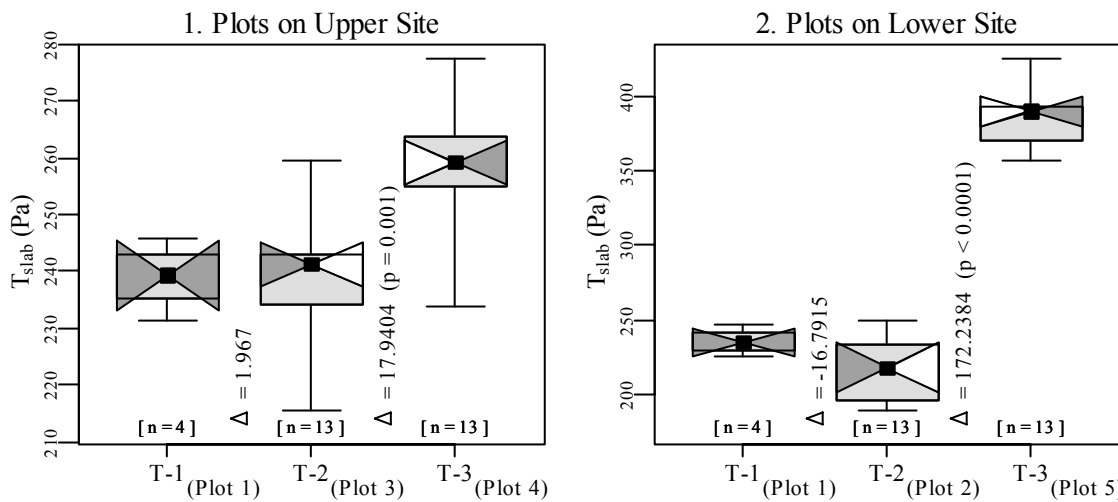 1. Plots on Upper Site
T_slab (Pa)
280
270
260
250
240
230
220
210
Δ = 1.967
Δ = 17.9404 (p = 0.001)
[ n = 4 ] [ n = 13 ] [ n = 13 ]
T-1 (Plot 1) T-2 (Plot 3) T-3 (Plot 4)
2. Plots on Lower Site
T_slab (Pa)
400
350
300
250
200
Δ = -16.7915
Δ = 172.2384 (p < 0.0001)
[ n = 4 ] [ n = 13 ] [ n = 13 ]
T-1 (Plot 1) T-2 (Plot 2) T-3 (Plot 5